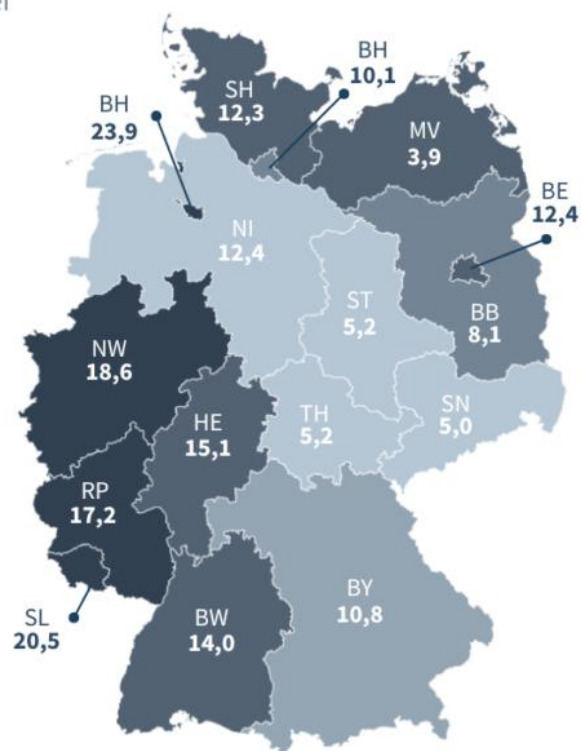 BH
10,1
SH
12,3
BH
23,9
MV
3,9
BE
12,4
NI
12,4
ST
5,2
BB
8,1
NW
18,6
SN
5,0
TH
5,2
HE
15,1
RP
17,2
BY
10,8
SL
20,5
BW
14,0